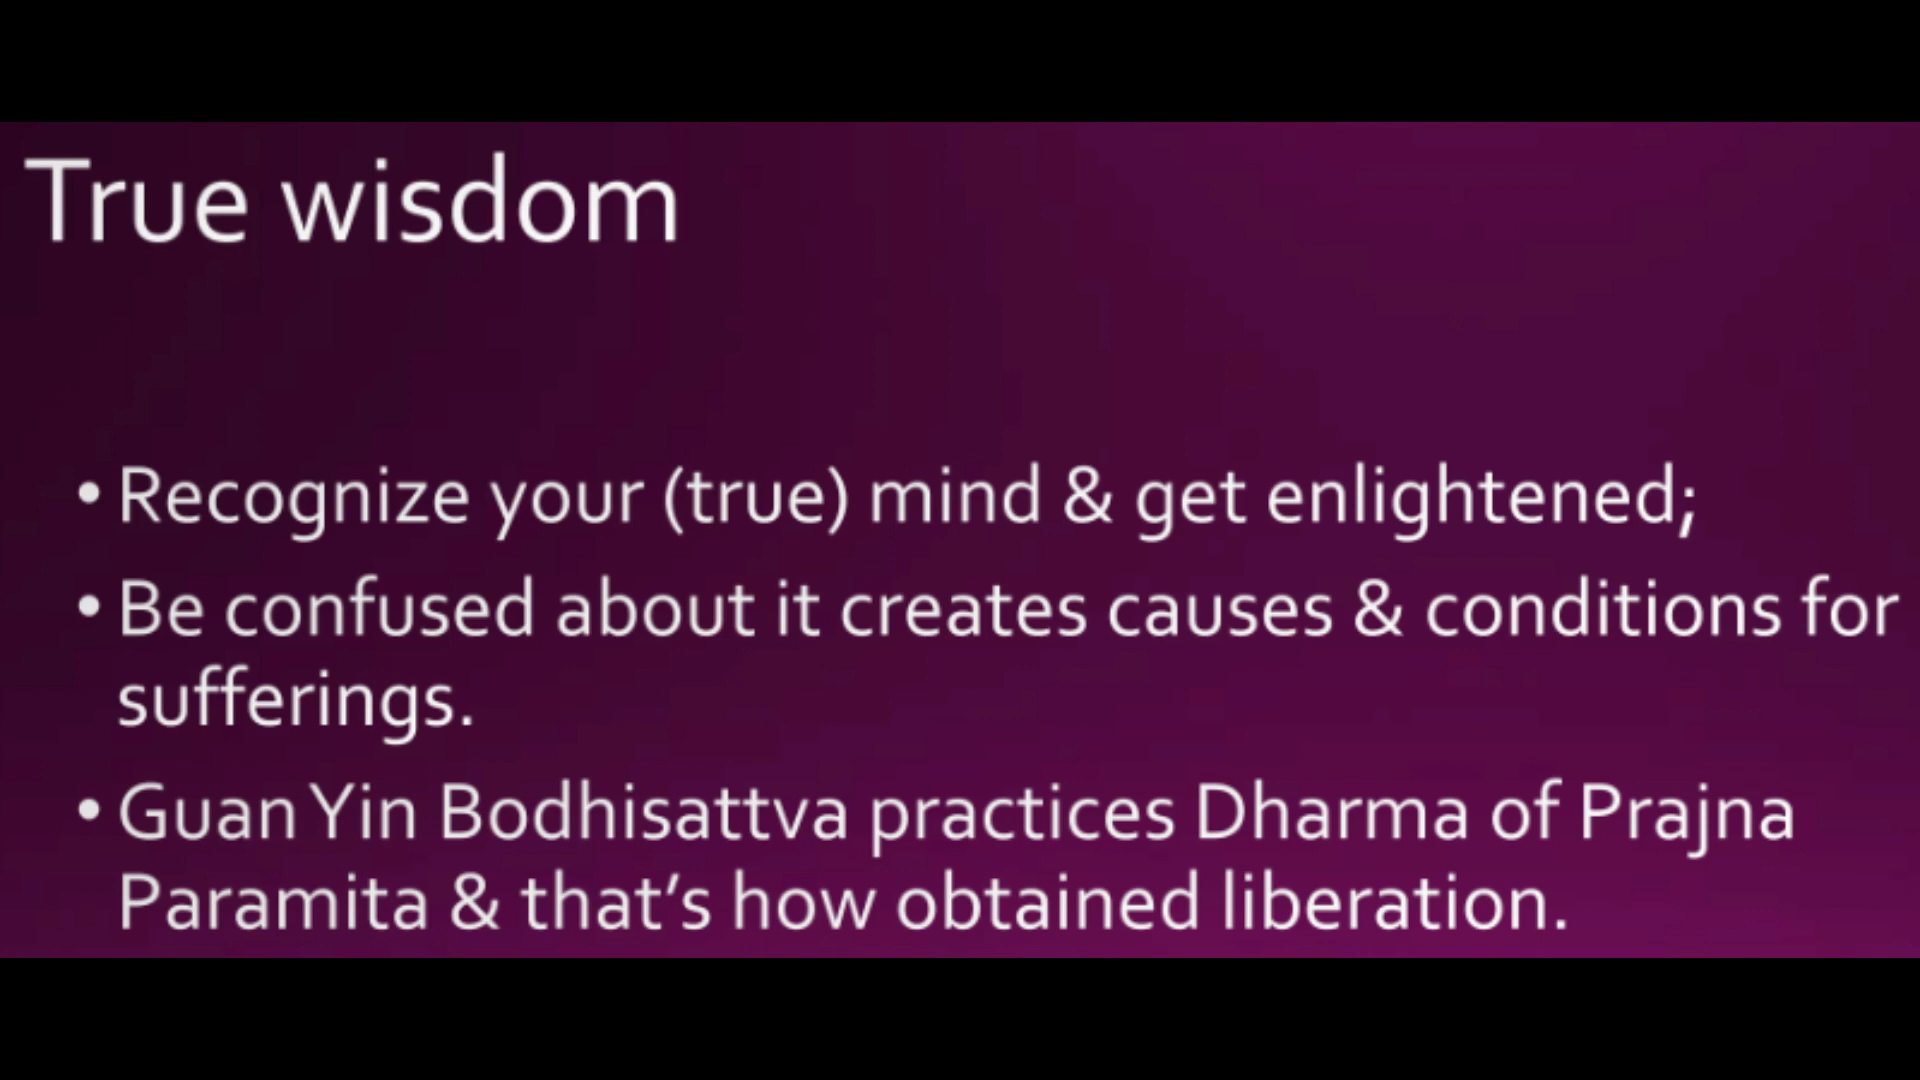 True wisdom
• Recognize your (true) mind & get enlightened;
• Be confused about it creates causes & conditions for
sufferings.
• Guan Yin Bodhisattva practices Dharma of Prajna
Paramita & that’s how obtained liberation.